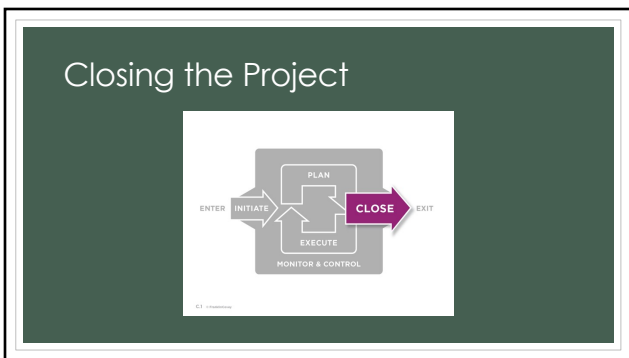 Closing the Project
PLAN
ENTER INITIATE CLOSE EXIT
EXECUTE
MONITOR & CONTROL